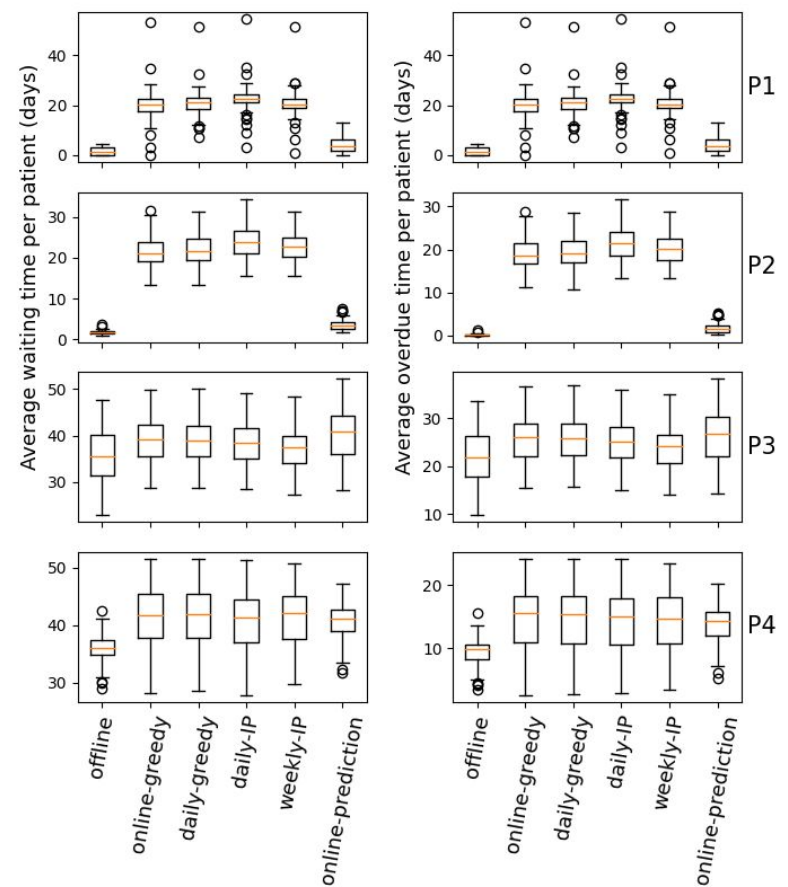 Average waiting time per patient (days)
Average overdue time per patient (days)
40
20
0
40
20
0
P1
30
20
10
0
30
20
10
0
P2
50
40
30
30
20
10
P3
50
40
30
20
10
P4
offline
online-greedy
daily-greedy
daily-IP
weekly-IP
online-prediction
offline
online-greedy
daily-greedy
daily-IP
weekly-IP
online-prediction